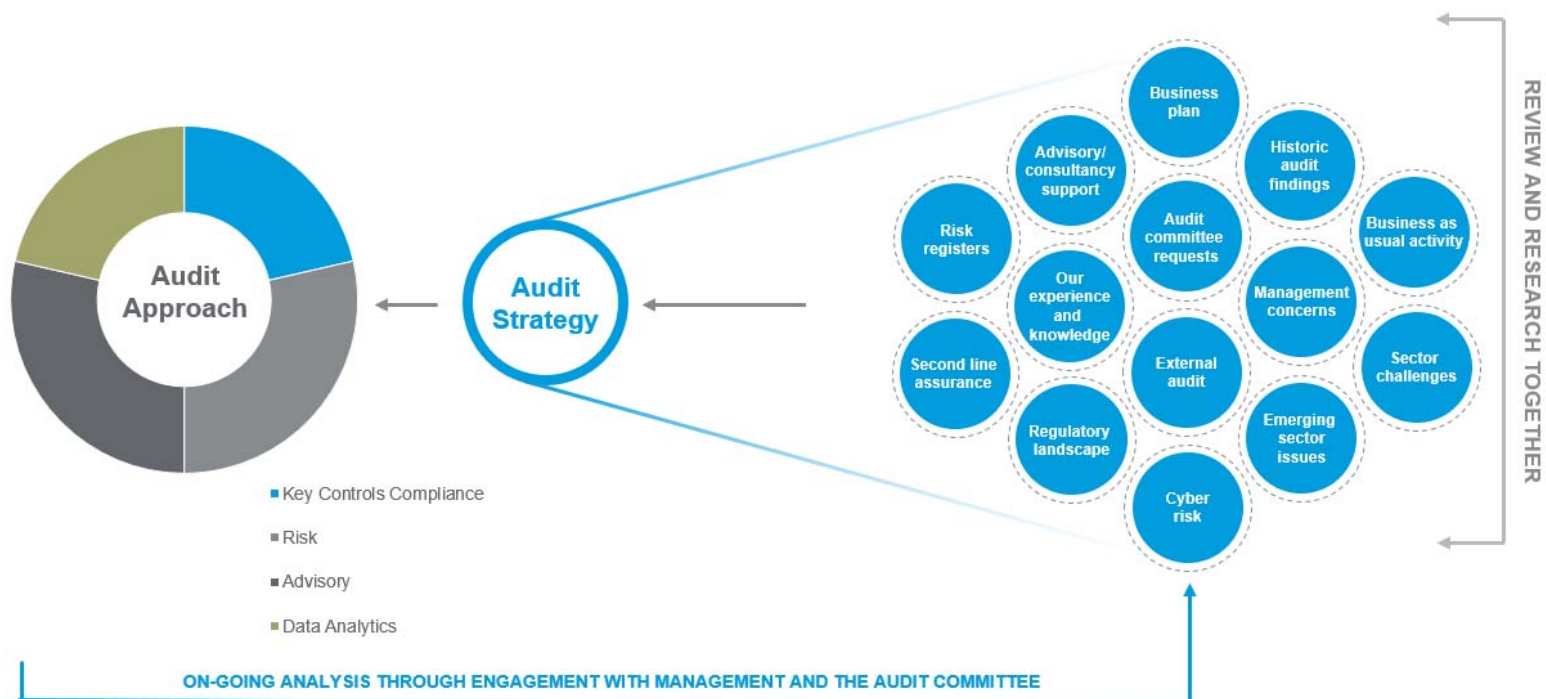 Audit
Approach
Key Controls Compliance
Risk
Advisory
Data Analytics
Audit
Strategy
Business
plan
Advisory/
consultancy
support
Historic
audit
findings
Risk
registers
Audit
committee
requests
Business as
usual activity
Our
experience
and
knowledge
Management
concerns
Second line
assurance
External
audit
Sector
challenges
Regulatory
landscape
Emerging
sector
issues
Cyber
risk
REVIEW AND RESEARCH TOGETHER
ON-GOING ANALYSIS THROUGH ENGAGEMENT WITH MANAGEMENT AND THE AUDIT COMMITTEE